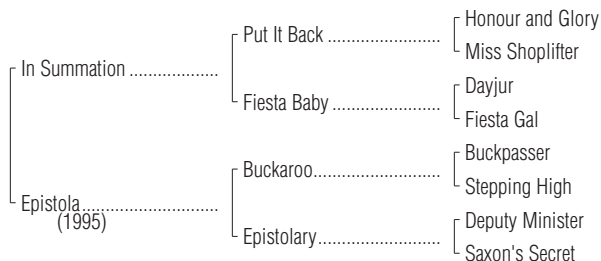 Honour and Glory
Put It Back ........................
Miss Shoplifter
In Summation ...................
Dayjur
Fiesta Baby .......................
Fiesta Gal
Buckpasser
Buckaroo...........................
Stepping High
Epistola.............................
(1995)
Deputy Minister
Epistolary..........................
Saxon's Secret